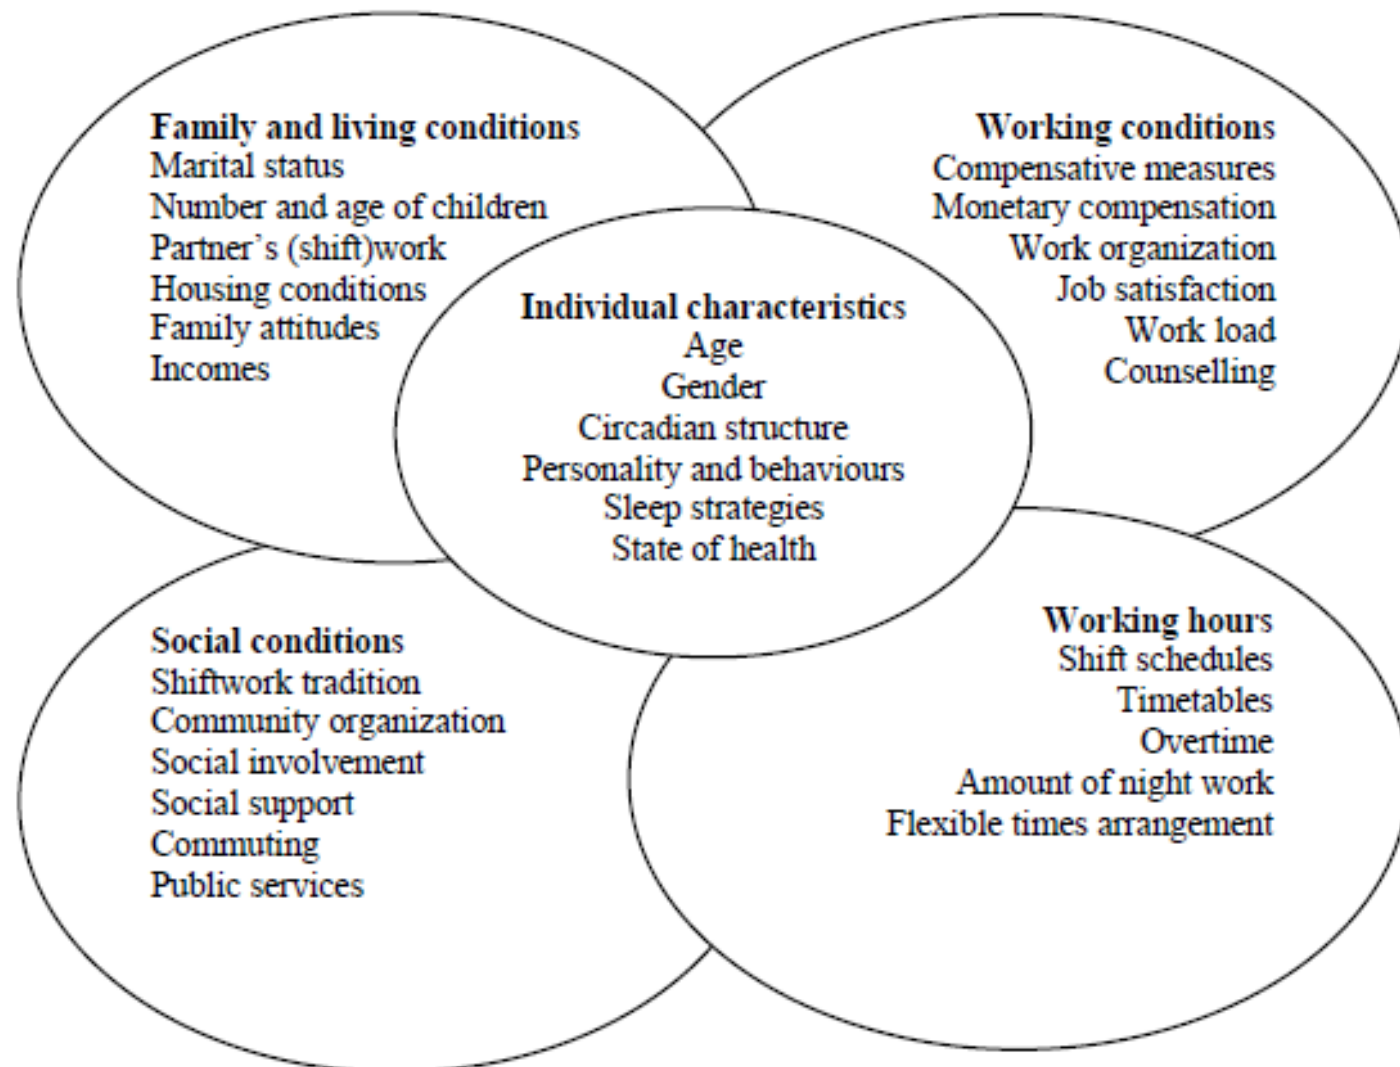 Family and living conditions
Marital status
Number and age of children
Partner's (shift)work
Housing conditions
Family attitudes
Incomes
Working conditions
Compensative measures
Monetary compensation
Work organization
Job satisfaction
Work load
Counselling
Individual characteristics
Age
Gender
Circadian structure
Personality and behaviours
Sleep strategies
State of health
Social conditions
Shiftwork tradition
Community organization
Social involvement
Social support
Commuting
Public services
Working hours
Shift schedules
Timetables
Overtime
Amount of night work
Flexible times arrangement